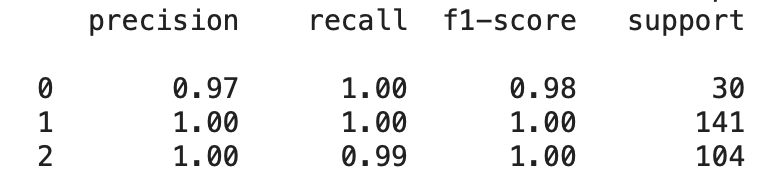 precision recall f1-score support
0 0.97 1.00 0.98 30
1 1.00 1.00 1.00 141
2 1.00 0.99 1.00 104